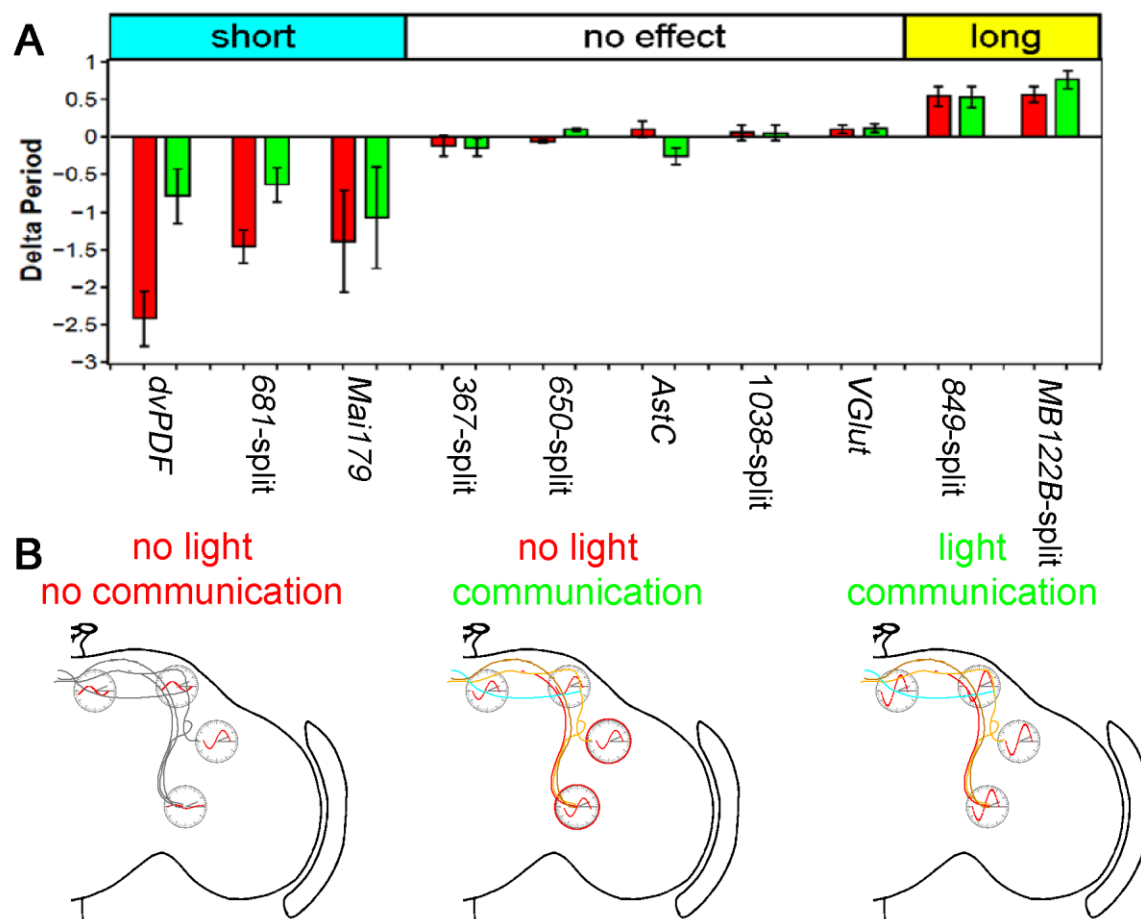 A
short no effect long
Delta Period
1
0.5
0
−0.5
−1
−1.5
−2
−2.5
−3
dvPDF
681-split
Mai179
367-split
650-split
AstC
1038-split
VGlut
849-split
MB122B-split
B
no light
no communication
no light
communication
light
communication